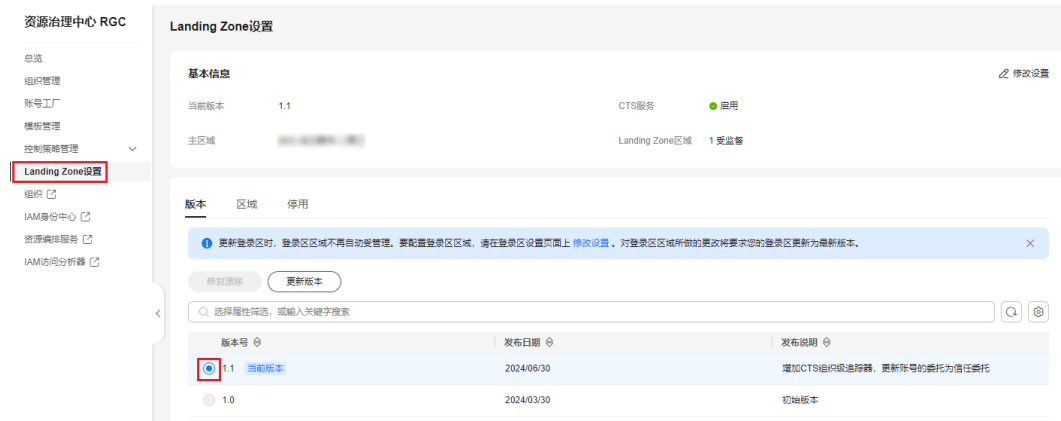 资源治理中心 RGC
总览
组织管理
账号工厂
模板管理
控制策略管理
Landing Zone设置
组织
IAM身份中心
资源编排服务
IAM访问分析器
Landing Zone设置
基本信息
修改设置
当前版本 1.1 CTS服务 启用
主区域 Landing Zone区域 1 受监督
版本 区域 停用
更新登录区时，登录区区域不再自动受管理。要配置登录区区域，请在登录区设置页面上 修改设置 。对登录区区域所做的更改将要求您的登录区更新为最新版本。
修复漂移 更新版本
选择属性筛选，或输入关键字搜索
版本号 发布日期 发布说明
1.1 当前版本 2024/06/30 增加CTS组织级追踪器，更新账号的委托为信任委托
1.0 2024/03/30 初始版本